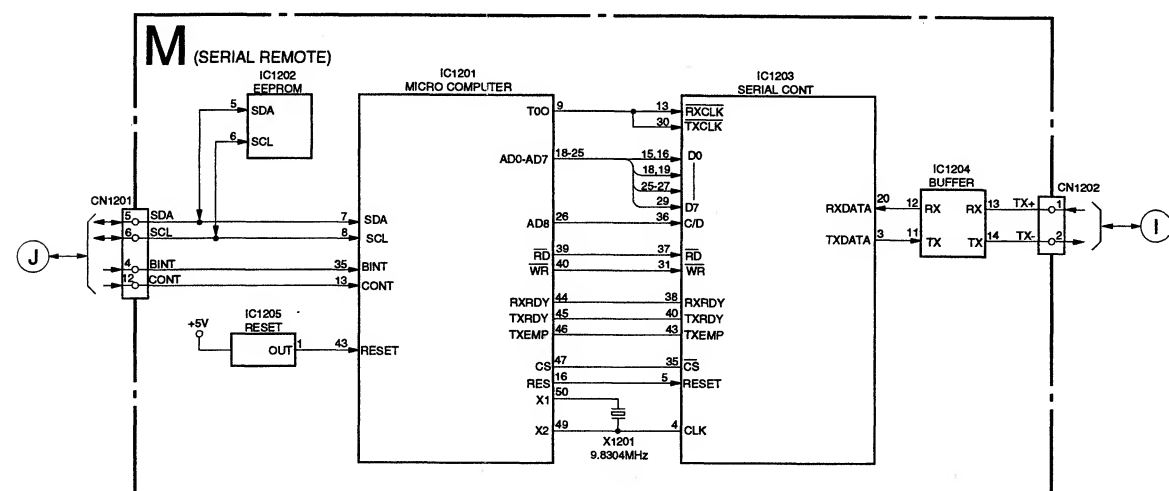 M (SERIAL REMOTE)
IC1202
EEPROM
5 SDA
6 SCL
IC1201
MICRO COMPUTER
IC1203
SERIAL CONT
T0O 9 13 RXCLK
30 TXCLK
AD0-AD7 18-25 15,16 D0
18,19
25-27
29 D7
AD8 26 36 C/D
RD 39 37 RD
WR 40 31 WR
RXRDY 44 38 RXRDY
TXRDY 45 40 TXRDY
TXEMP 46 43 TXEMP
CS 47 35 CS
RES 16 5 RESET
X1 50
X2 49 4 CLK
X1201
9.8304MHz
CN1201
5 SDA 7 SDA
6 SCL 8 SCL
4 BINT 35 BINT
12 CONT 13 CONT
J
+5V
IC1205
RESET
OUT 1 43 RESET
IC1204
BUFFER
CN1202
RXDATA 20 12 RX RX 13 TX+ 1
TXDATA 3 11 TX TX 14 TX- 2
I